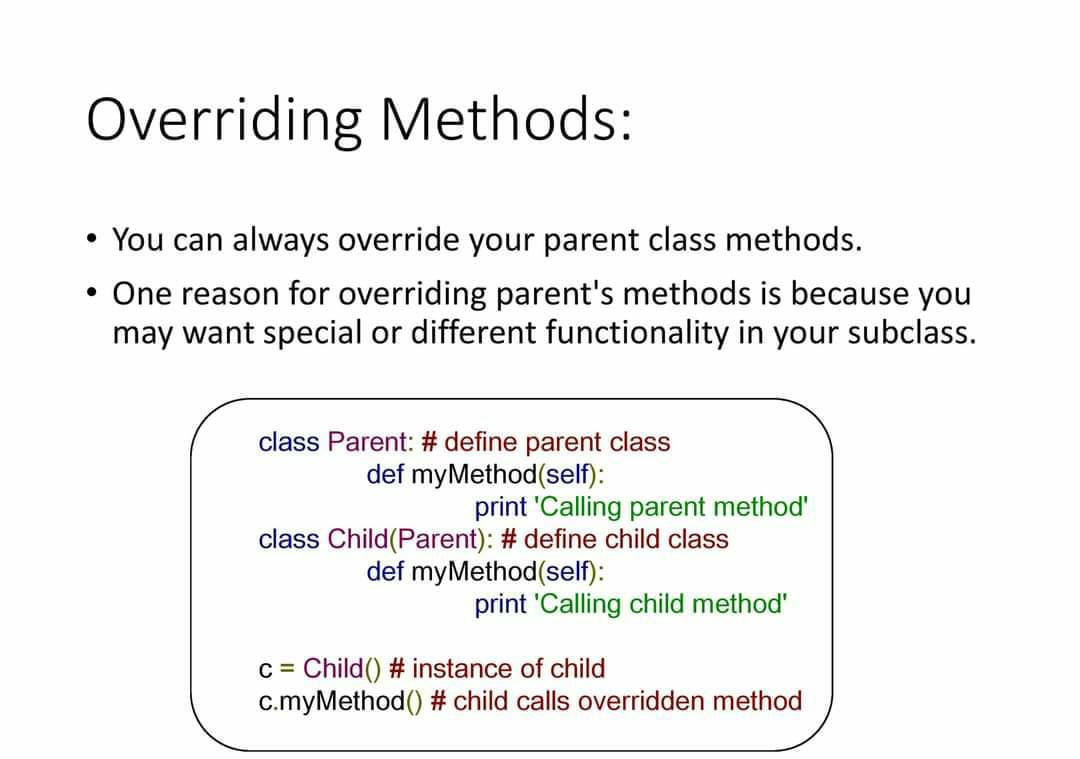 Overriding Methods:
• You can always override your parent class methods.
• One reason for overriding parent's methods is because you
may want special or different functionality in your subclass.
class Parent: # define parent class
def myMethod(self):
print 'Calling parent method'
class Child(Parent): # define child class
def myMethod(self):
print 'Calling child method'
c = Child() # instance of child
c.myMethod() # child calls overridden method